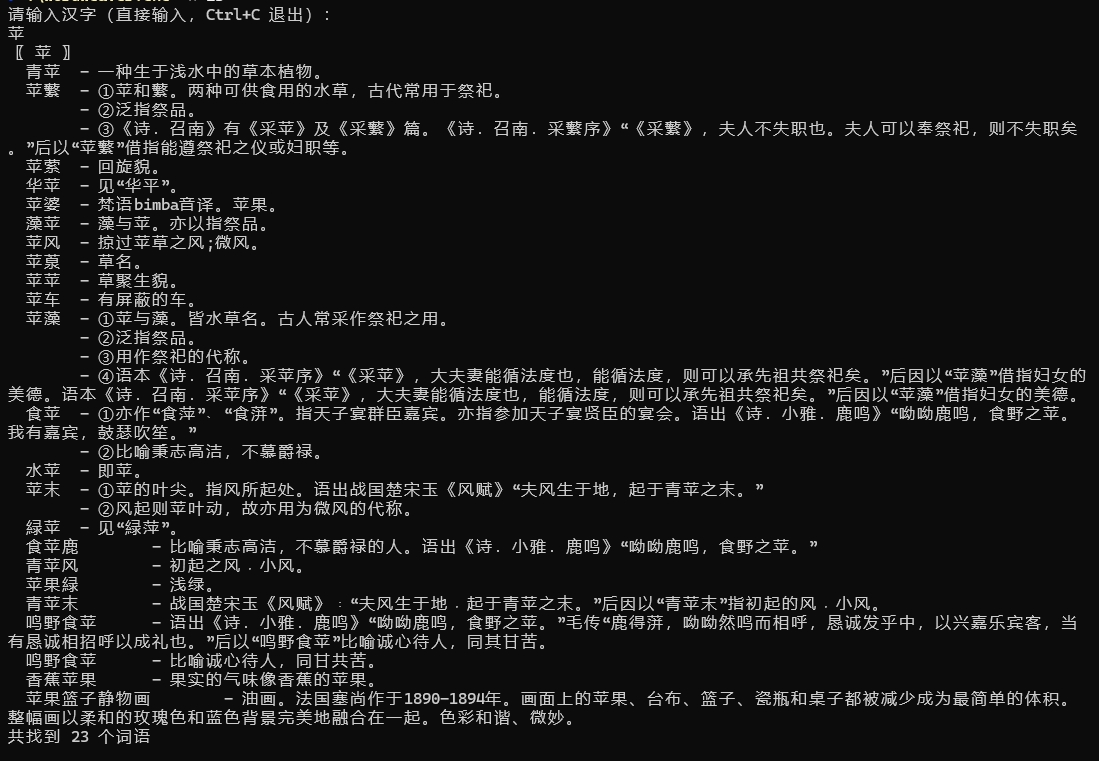 请输入汉字（直接输入, Ctrl+C 退出）:
苹
〖 苹 〗
青苹 - 一种生于浅水中的草本植物。
苹蘩 - ①苹和蘩。两种可供食用的水草，古代常用于祭祀。
- ②泛指祭品。
- ③《诗．召南》有《采苹》及《采蘩》篇。《诗．召南．采蘩序》“《采蘩》，夫人不失职也。夫人可以奉祭祀，则不失职矣
。”后以“苹蘩”借指能遵祭祀之仪或妇职等。
苹萦 - 回旋貌。
华苹 - 见“华平”。
苹婆 - 梵语bimba音译。苹果。
藻苹 - 藻与苹。亦以指祭品。
苹风 - 掠过苹草之风;微风。
苹藾 - 草名。
苹苹 - 草聚生貌。
苹车 - 有屏蔽的车。
苹藻 - ①苹与藻。皆水草名。古人常采作祭祀之用。
- ②泛指祭品。
- ③用作祭祀的代称。
- ④语本《诗．召南．采苹序》“《采苹》，大夫妻能循法度也，能循法度，则可以承先祖共祭祀矣。”后因以“苹藻”借指妇女的
美德。语本《诗．召南．采苹序》“《采苹》，大夫妻能循法度也，能循法度，则可以承先祖共祭祀矣。”后因以“苹藻”借指妇女的美德。
食苹 - ①亦作“食萍”、“食蓱”。指天子宴群臣嘉宾。亦指参加天子宴贤臣的宴会。语出《诗．小雅．鹿鸣》“呦呦鹿鸣，食野之苹。
我有嘉宾，鼓瑟吹笙。”
- ②比喻秉志高洁，不慕爵禄。
水苹 - 即苹。
苹末 - ①苹的叶尖。指风所起处。语出战国楚宋玉《风赋》“夫风生于地，起于青苹之末。”
- ②风起则苹叶动，故亦用为微风的代称。
緑苹 - 见“緑萍”。
食苹鹿 - 比喻秉志高洁，不慕爵禄的人。语出《诗．小雅．鹿鸣》“呦呦鹿鸣，食野之苹。”
青苹风 - 初起之风﹒小风。
苹果緑 - 浅绿。
青苹末 - 战国楚宋玉《风赋》﹕“夫风生于地﹒起于青苹之末。”后因以“青苹末”指初起的风﹒小风。
鸣野食苹 - 语出《诗．小雅．鹿鸣》“呦呦鹿鸣，食野之苹。”毛传“鹿得蓱，呦呦然鸣而相呼，恳诚发乎中，以兴嘉乐宾客，当
有恳诚相招呼以成礼也。”后以“鸣野食苹”比喻诚心待人，同其甘苦。
鸣野食苹 - 比喻诚心待人，同甘共苦。
香蕉苹果 - 果实的气味像香蕉的苹果。
苹果篮子静物画 - 油画。法国塞尚作于1890-1894年。画面上的苹果、台布、篮子、瓷瓶和桌子都被减少成为最简单的体积。
整幅画以柔和的玫瑰色和蓝色背景完美地融合在一起。色彩和谐、微妙。
共找到 23 个词语